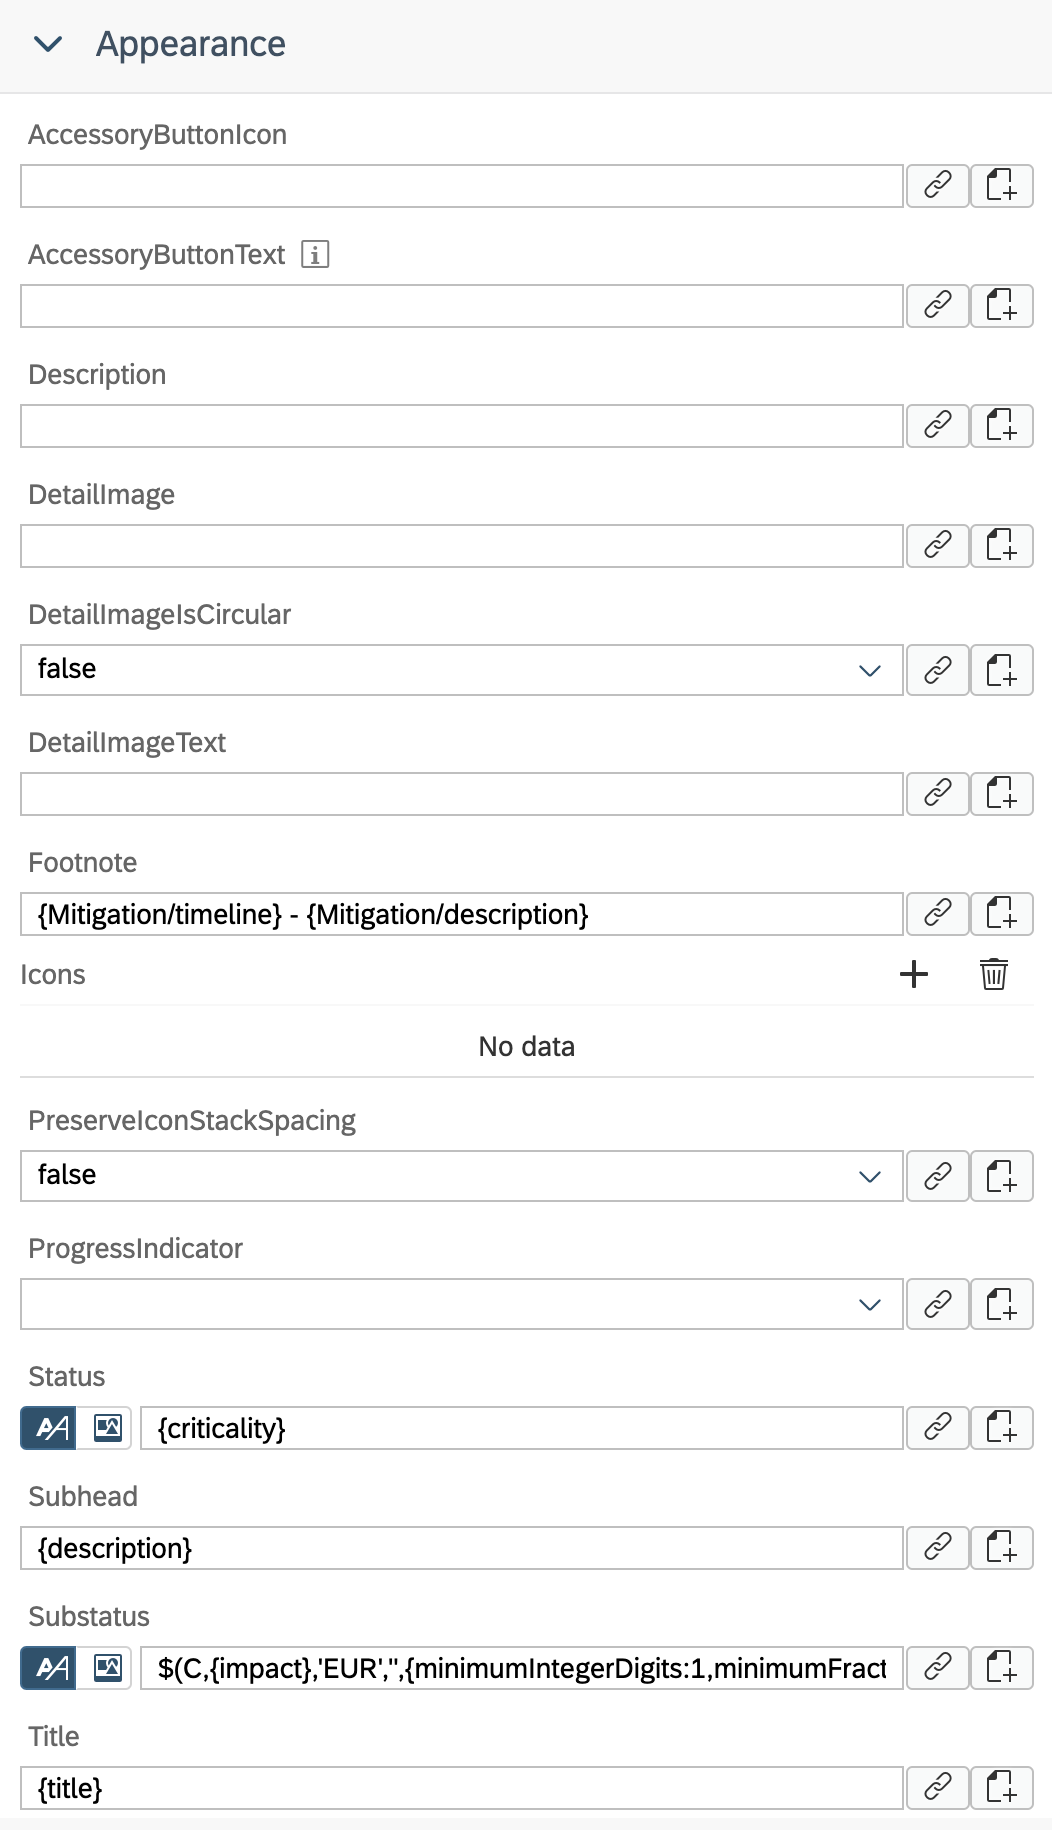 Appearance
AccessoryButtonIcon
AccessoryButtonText
Description
DetailImage
DetailImageIsCircular
false
DetailImageText
Footnote
{Mitigation/timeline} - {Mitigation/description}
Icons
No data
PreserveIconStackSpacing
false
ProgressIndicator
Status
{criticality}
Subhead
{description}
Substatus
$(C,{impact},'EUR','',{minimumIntegerDigits:1,minimumFract
Title
{title}